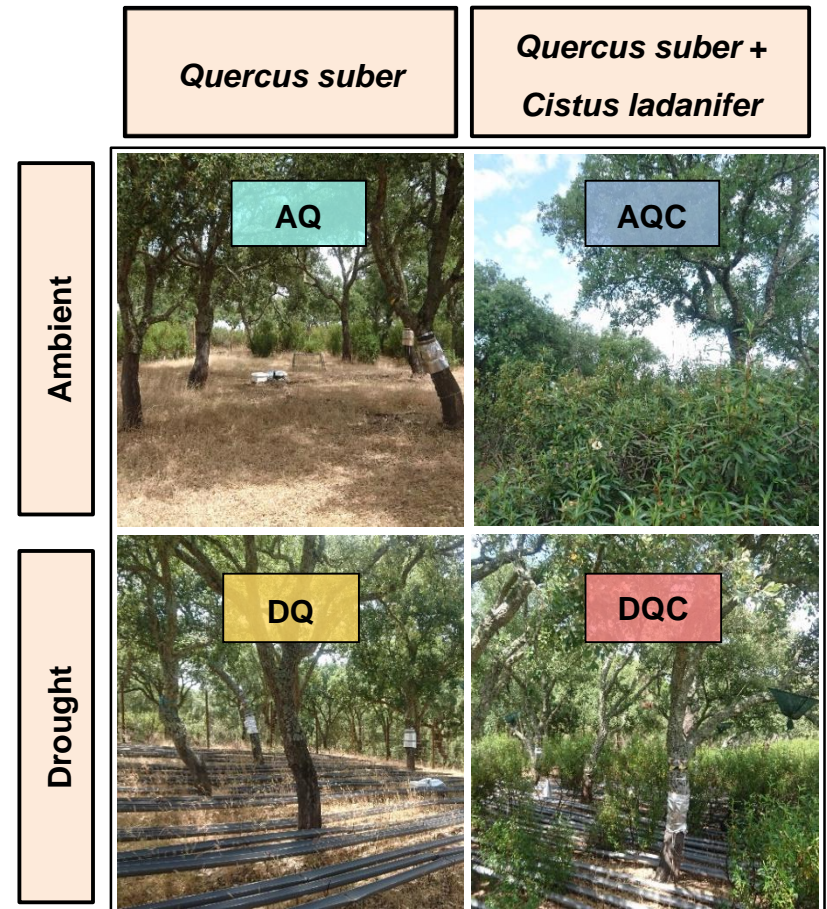 Quercus suber
Quercus suber +
Cistus ladanifer
Ambient
AQ
AQC
Drought
DQ
DQC